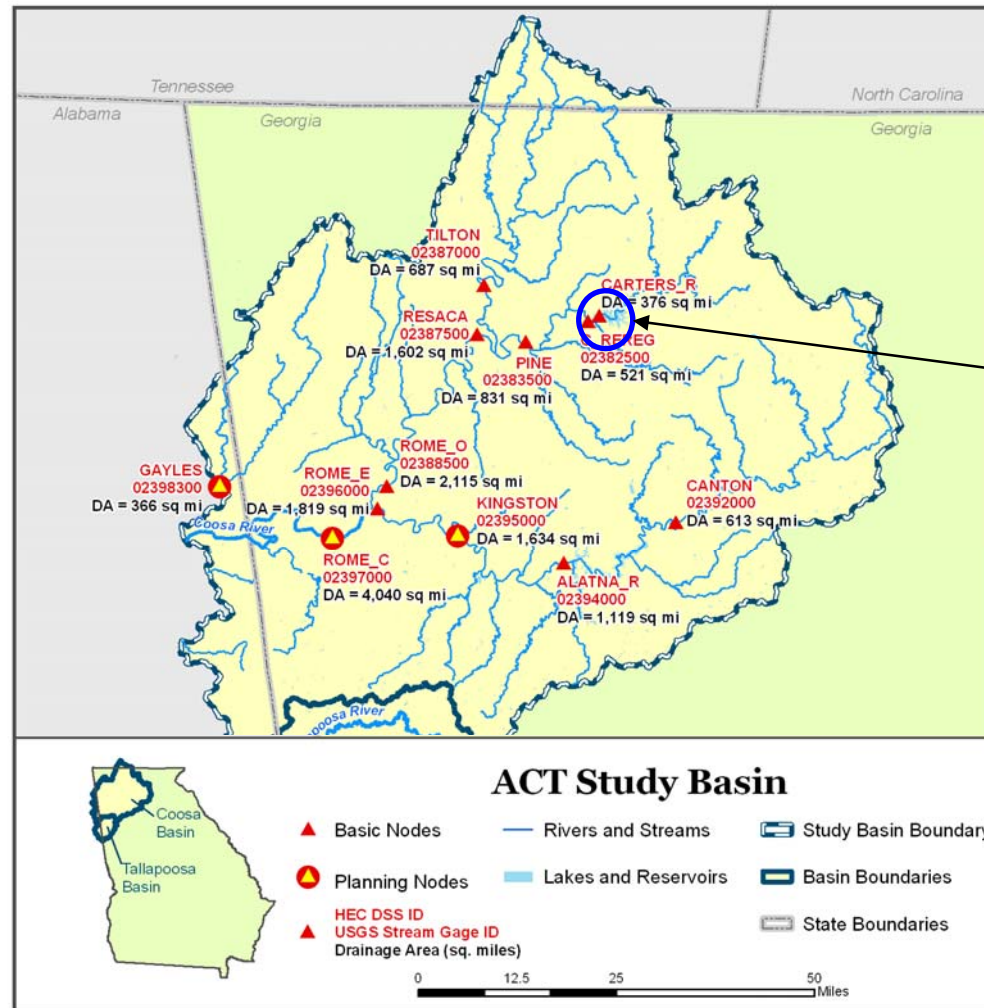 Tennessee
North Carolina
Alabama
Georgia
Georgia
TILTON
02387000
DA = 687 sq mi
CARTERS_R
DA = 376 sq mi
RESACA
02387500
DA = 1,602 sq mi
C_REREG
02382500
DA = 521 sq mi
PINE
02383500
DA = 831 sq mi
ROME_O
02388500
DA = 2,115 sq mi
GAYLES
02398300
DA = 366 sq mi
ROME_E
02396000
DA = 1,819 sq mi
KINGSTON
02395000
DA = 1,634 sq mi
CANTON
02392000
DA = 613 sq mi
Coosa River
ROME_C
02397000
DA = 4,040 sq mi
ALATNA_R
02394000
DA = 1,119 sq mi
poosa River
ACT Study Basin
Coosa
Basin
Tallapoosa
Basin
Basic Nodes
Rivers and Streams
Study Basin Boundary
Planning Nodes
Lakes and Reservoirs
Basin Boundaries
HEC DSS ID
USGS Stream Gage ID
Drainage Area (sq. miles)
State Boundaries
0 12.5 25 50
Miles